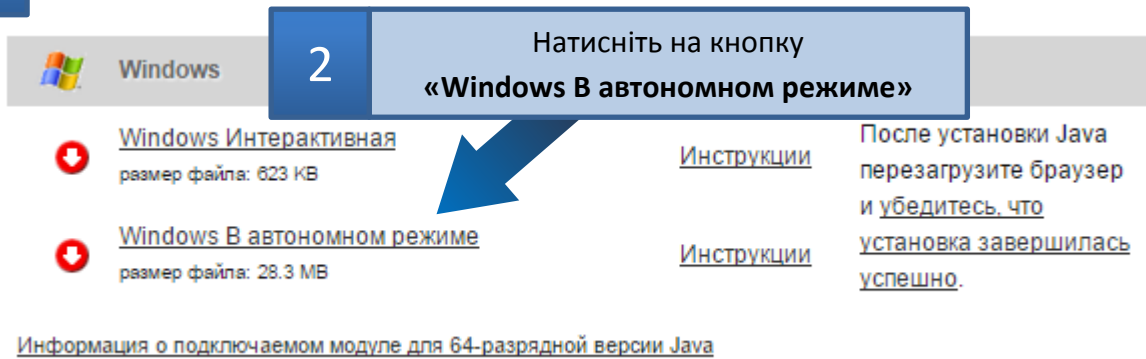 Windows
2
Натисніть на кнопку
«Windows В автономном режиме»
Windows Интерактивная
размер файла: 623 KB
Инструкции
Windows В автономном режиме
размер файла: 28.3 MB
Инструкции
После установки Java
перезагрузите браузер
и убедитесь, что
установка завершилась
успешно.
Информация о подключаемом модуле для 64-разрядной версии Java